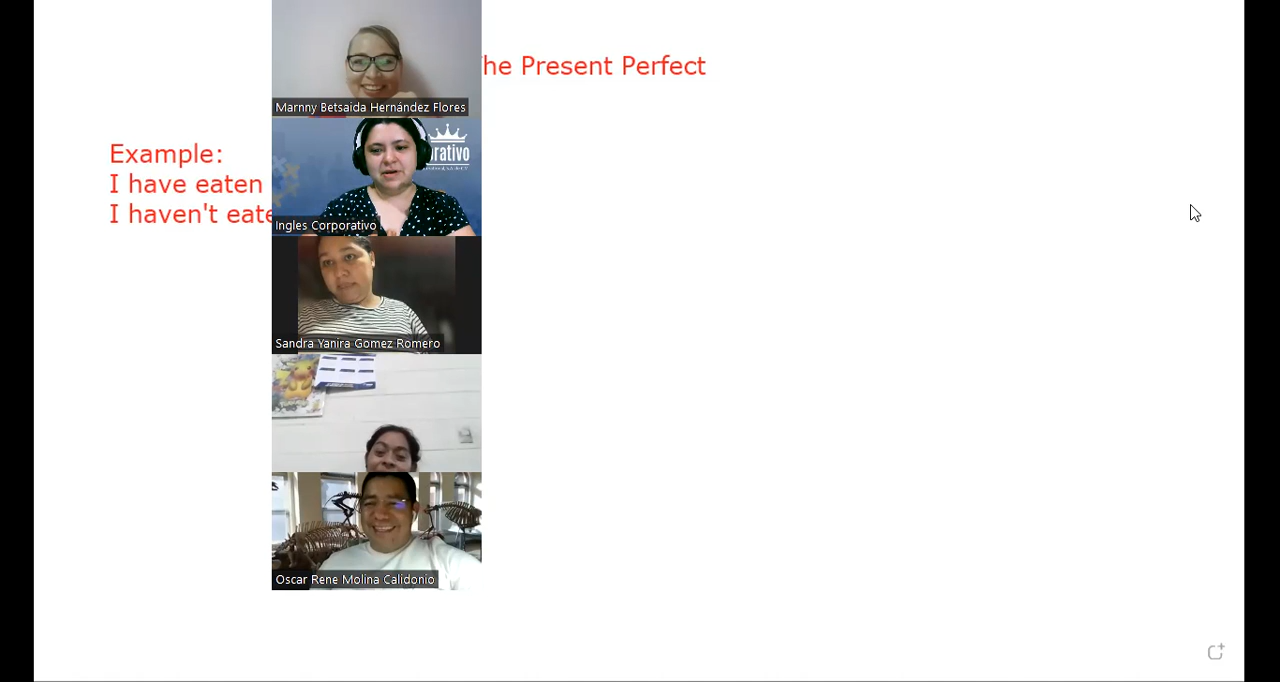 he Present Perfect
Marnny Betsaida Hernández Flores
Example:
I have eaten
I haven't eate
orativo
Ingles Corporativo
Sandra Yanira Gomez Romero
Oscar Rene Molina Calidonio